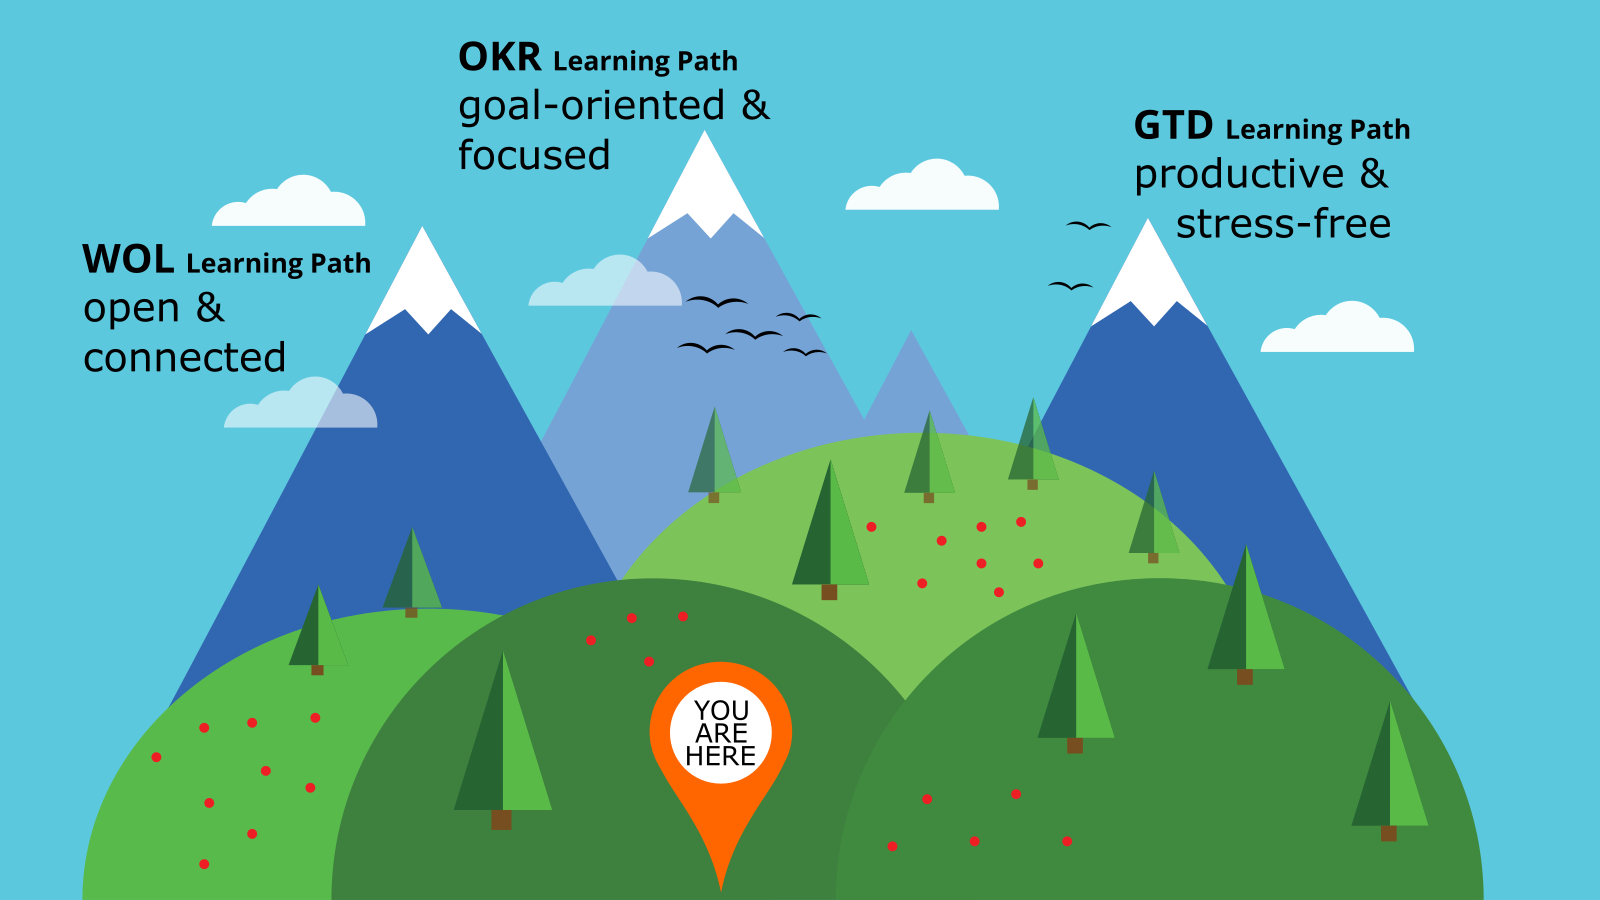 OKR Learning Path
goal-oriented &
focused
GTD Learning Path
productive &
stress-free
WOL Learning Path
open &
connected
YOU
ARE
HERE